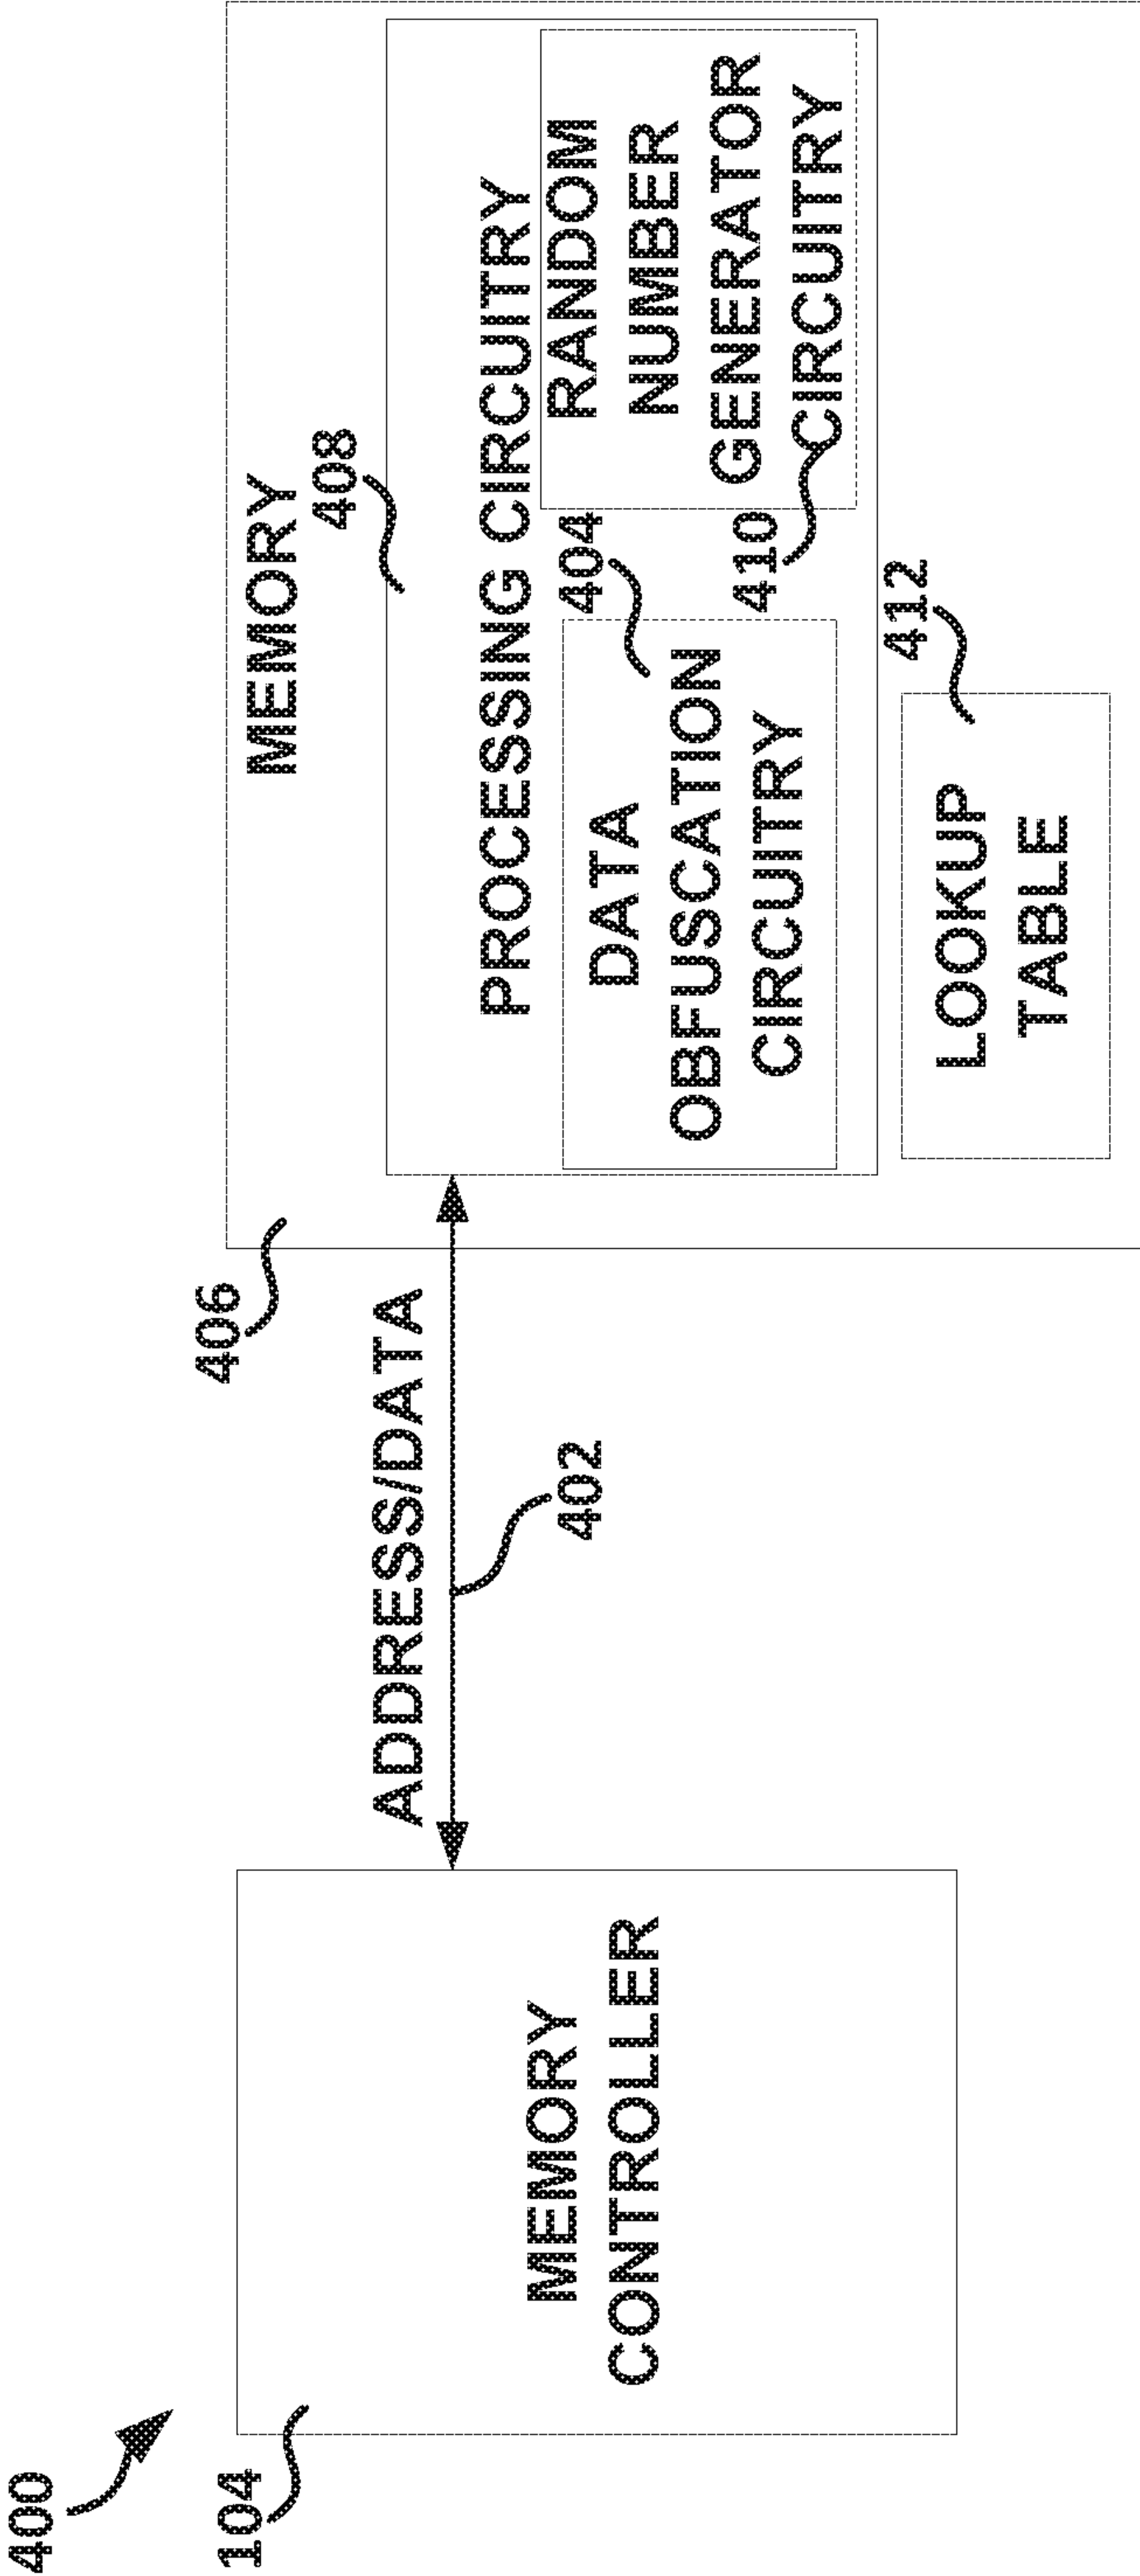 400
104
MEMORY
CONTROLLER
ADDRESS/DATA
402
406
MEMORY
408
PROCESSING CIRCUITRY
DATA
OBFUSCATION
CIRCUITRY
404
RANDOM
NUMBER
GENERATOR
CIRCUITRY
410
LOOKUP
TABLE
412